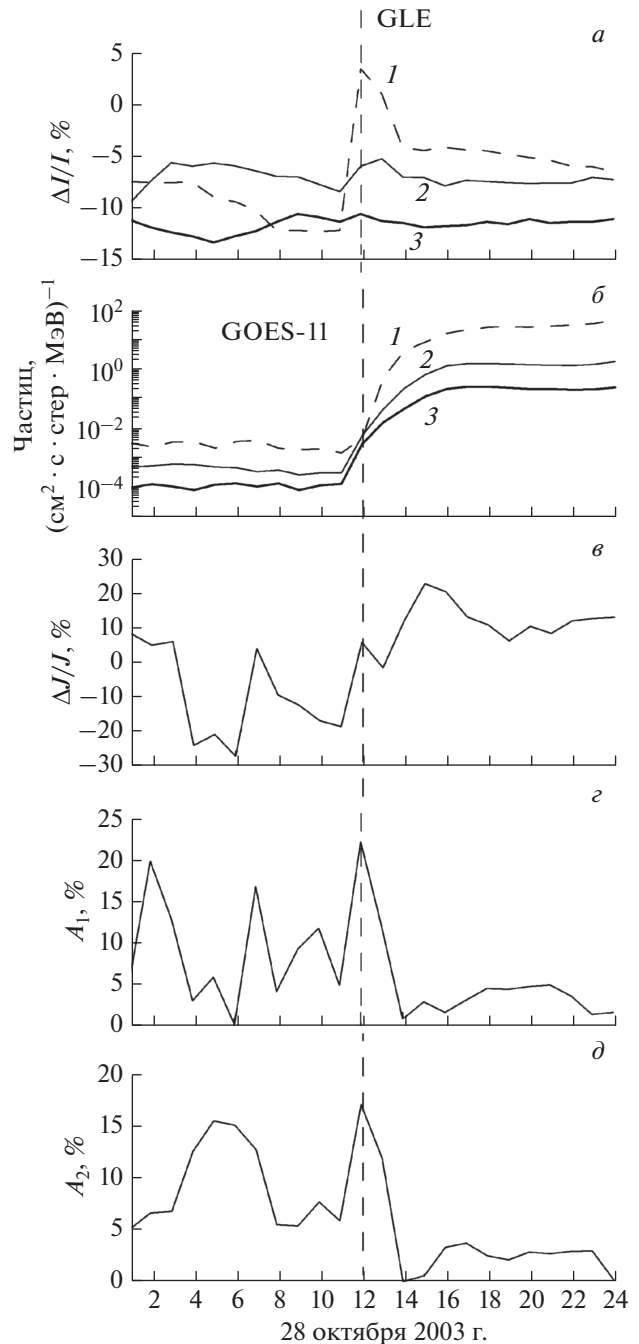 GLE
а
ΔI/I, %
5
0
−5
−10
−15
1
2
3
б
GOES-11
Частиц,
(см² · с · стер · МэВ)⁻¹
10²
10⁰
10⁻²
10⁻⁴
1
2
3
в
ΔJ/J, %
30
20
10
0
−10
−20
−30
г
A₁, %
25
20
15
10
5
0
д
A₂, %
20
15
10
5
0
2 4 6 8 10 12 14 16 18 20 22 24
28 октября 2003 г.